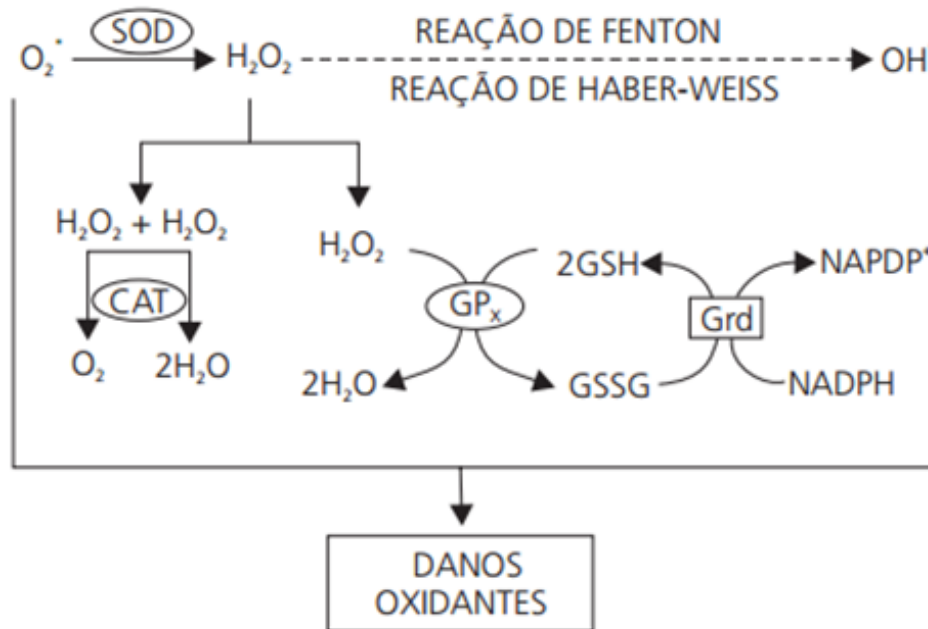 O₂˙ SOD H₂O₂ REAÇÃO DE FENTON OH
REAÇÃO DE HABER-WEISS
H₂O₂ + H₂O₂
CAT
O₂ 2H₂O
H₂O₂ 2GSH NAPDP⁺
GPₓ Grd
2H₂O GSSG NADPH
DANOS
OXIDANTES